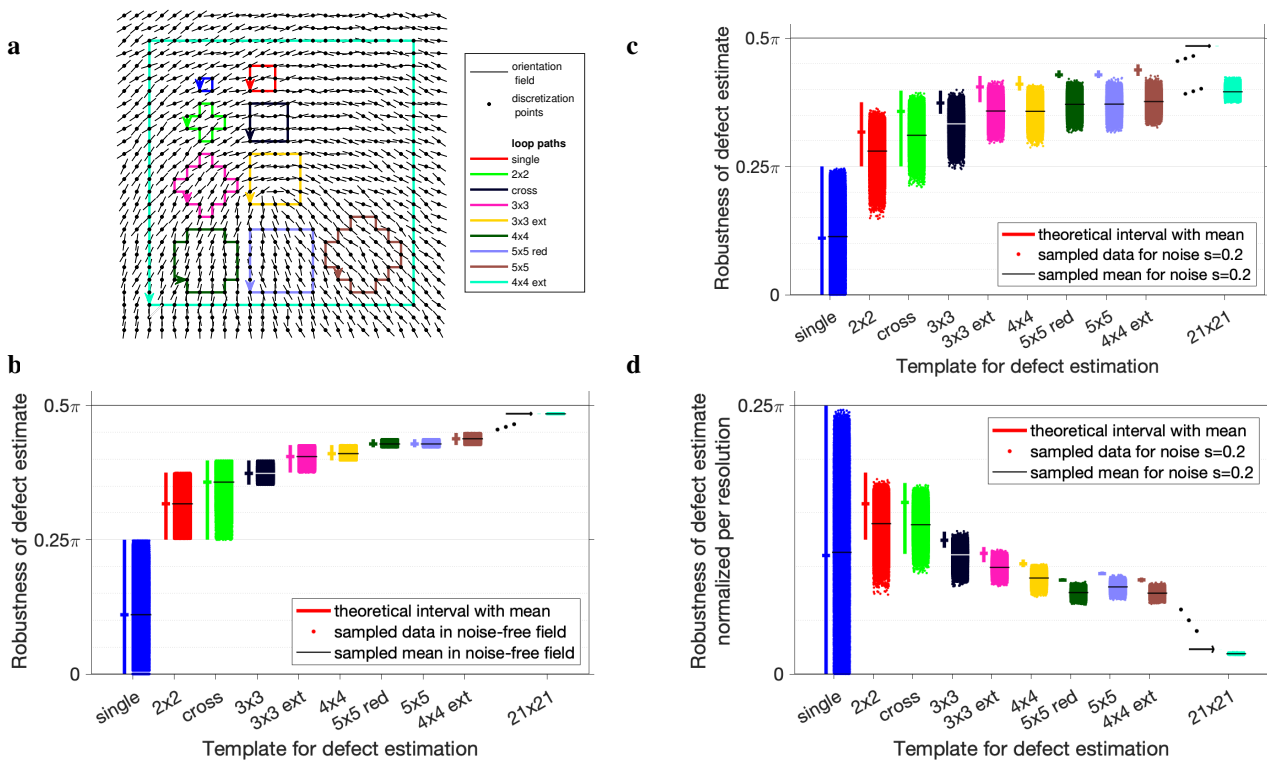 a
orientation
field
discretization
points
loop paths
single
2x2
cross
3x3
3x3 ext
4x4
5x5 red
5x5
4x4 ext
b
Robustness of defect estimate
0.5π
0.25π
0
theoretical interval with mean
sampled data in noise-free field
sampled mean in noise-free field
single
2x2
cross
3x3
3x3 ext
4x4
5x5 red
5x5
4x4 ext
21x21
Template for defect estimation
c
Robustness of defect estimate
0.5π
0.25π
0
theoretical interval with mean
sampled data for noise s=0.2
sampled mean for noise s=0.2
single
2x2
cross
3x3
3x3 ext
4x4
5x5 red
5x5
4x4 ext
21x21
Template for defect estimation
d
Robustness of defect estimate
normalized per resolution
0.25π
0
theoretical interval with mean
sampled data for noise s=0.2
sampled mean for noise s=0.2
single
2x2
cross
3x3
3x3 ext
4x4
5x5 red
5x5
4x4 ext
21x21
Template for defect estimation